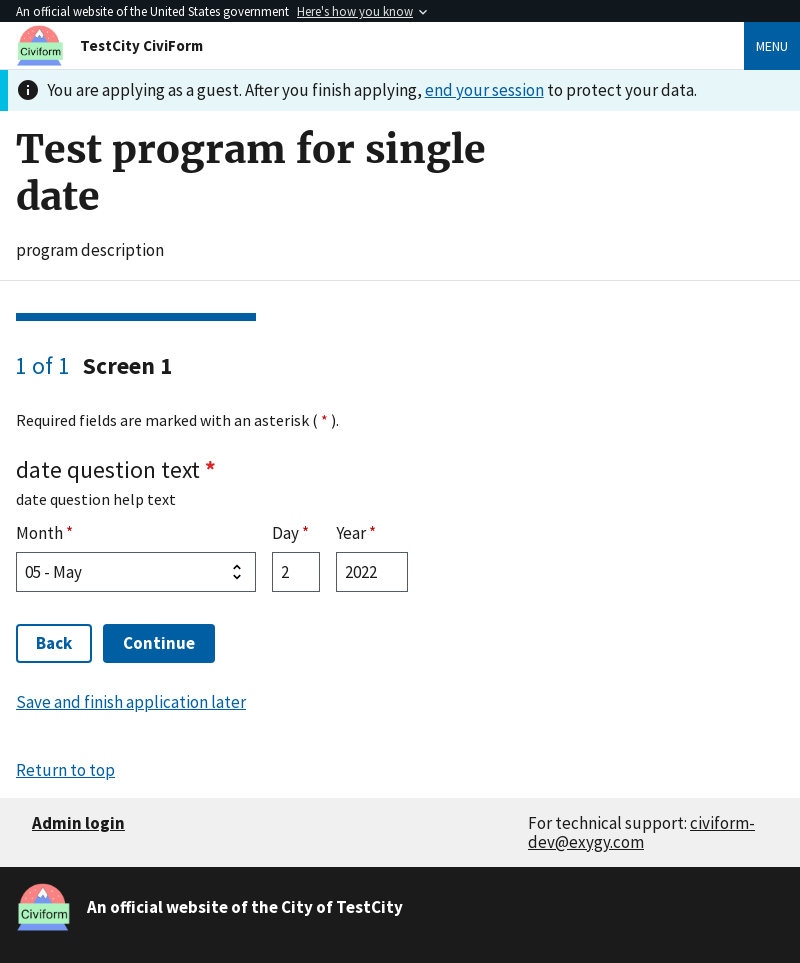 An official website of the United States government Here's how you know
Civiform
TestCity CiviForm
MENU
You are applying as a guest. After you finish applying, end your session to protect your data.
Test program for single
date
program description
1 of 1 Screen 1
Required fields are marked with an asterisk ( * ).
date question text *
date question help text
Month * Day * Year *
05 - May 2 2022
Back Continue
Save and finish application later
Return to top
Admin login
For technical support: civiform-
dev@exygy.com
Civiform
An official website of the City of TestCity